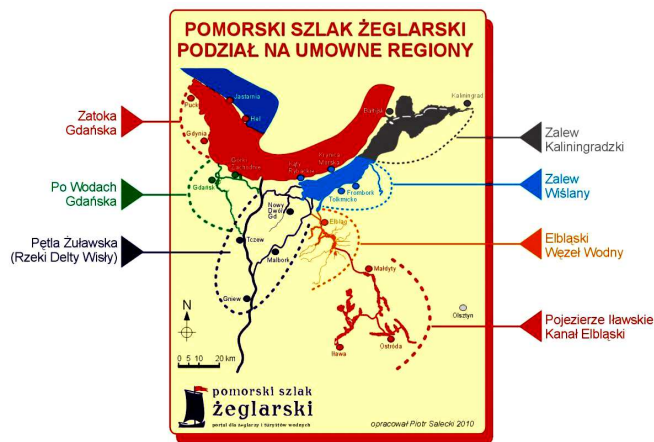 POMORSKI SZLAK ŻEGLARSKI
PODZIAŁ NA UMOWNE REGIONY
Zatoka
Gdańska
Po Wodach
Gdańska
Pętla Żuławska
(Rzeki Delty Wisły)
Zalew
Kaliningradzki
Zalew
Wiślany
Elbląski
Węzeł Wodny
Pojezierze Iławskie
Kanał Elbląski
Kaliningrad
Jastarnia
Puck
Hel
Gdynia
Krynica
Morska
Kąty
Rybackie
Gdańsk
Frombork
Tolkmicko
Nowy
Dwór
Gd
Elbląg
Tczew
Malbork
Małdyty
Gniew
Olsztyn
Ostróda
Iława
N
0 5 10 20 km
pomorski szlak
żeglarski
portal dla żeglarzy i turystów wodnych
opracował Piotr Salecki 2010